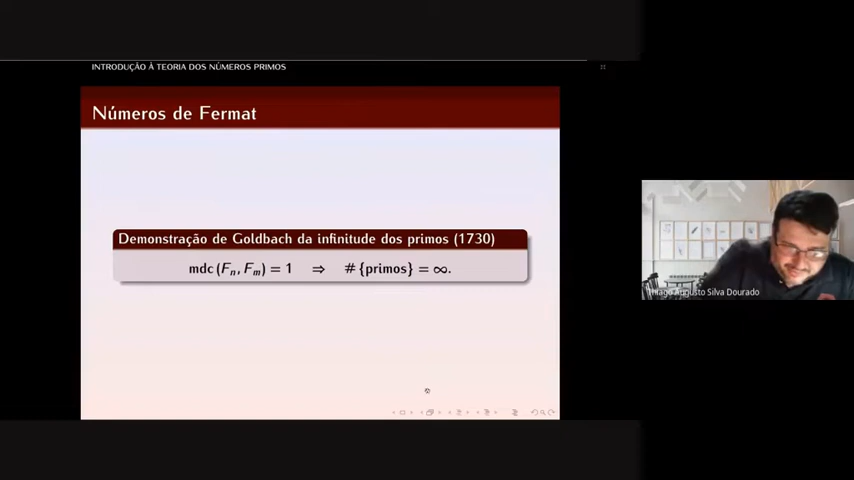 INTRODUÇÃO À TEORIA DOS NÚMEROS PRIMOS
Números de Fermat
Demonstração de Goldbach da infinitude dos primos (1730)
mdc (Fₙ, Fₘ) = 1 ⇒ # {primos} = ∞.
Thiago Augusto Silva Dourado